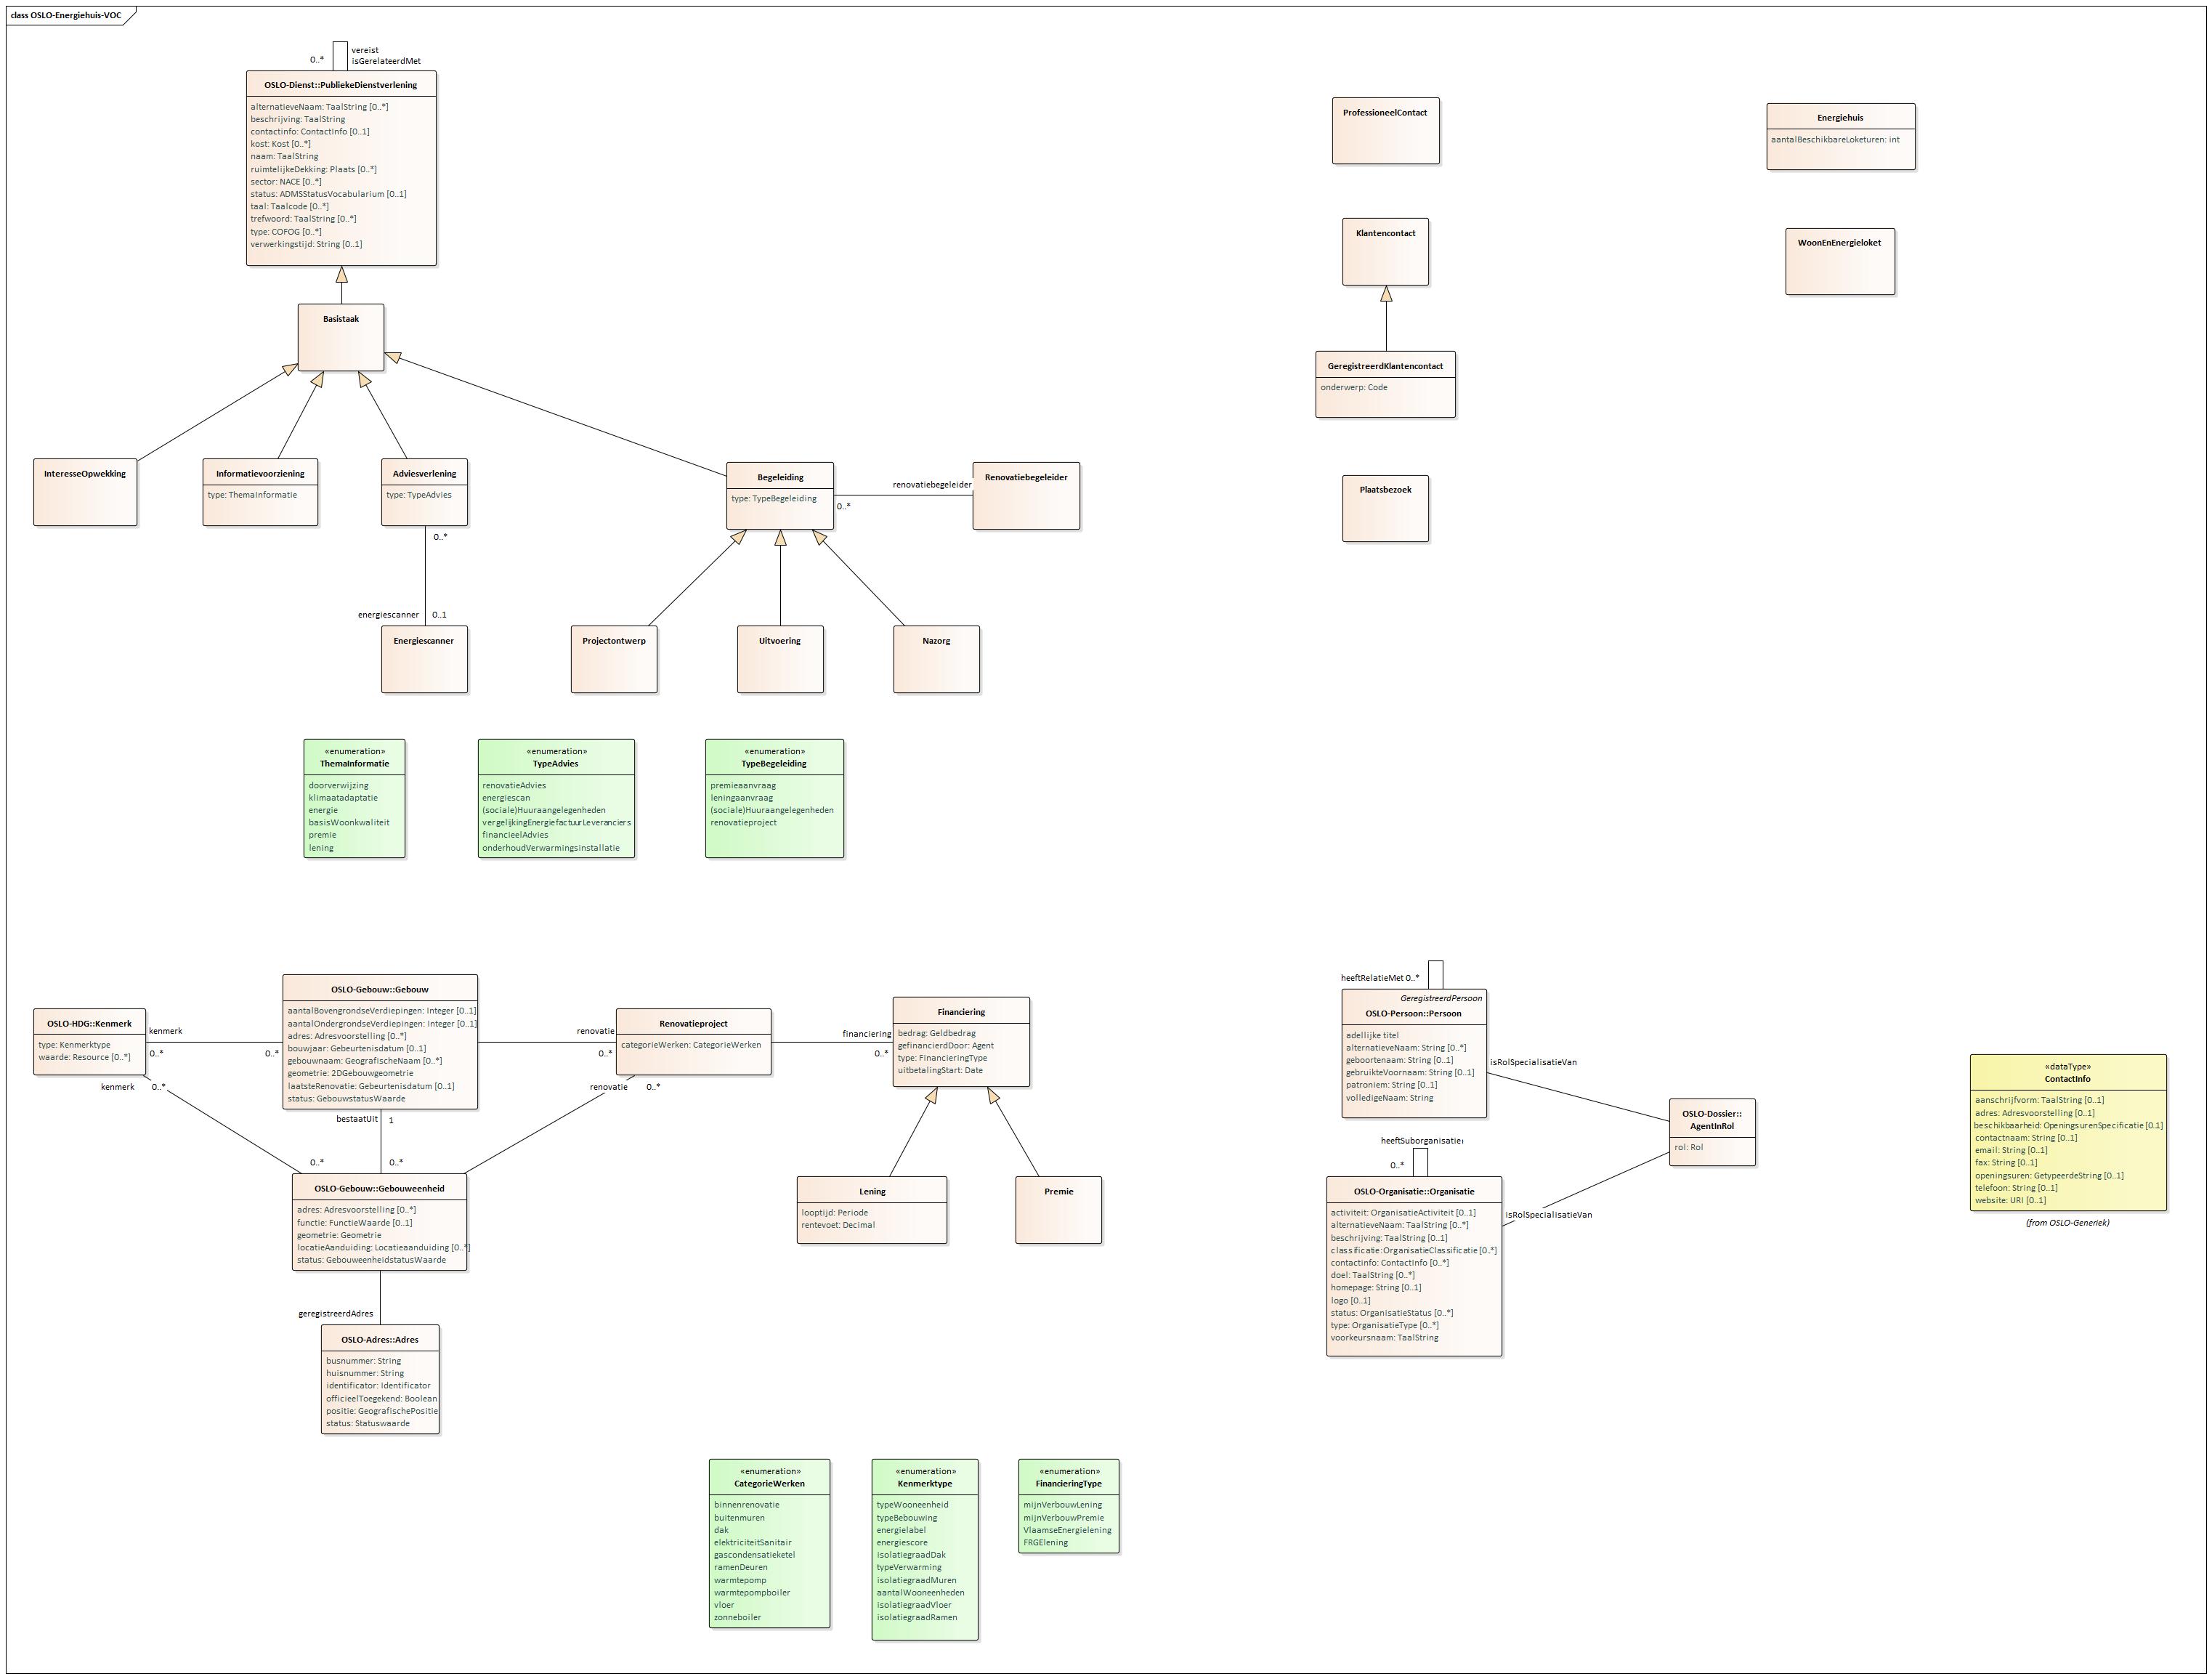 class OSLO-Energiehuis-VOC
vereist
0..*
isGerelateerdMet
OSLO-Dienst::PubliekeDienstverlening
alternatieveNaam: TaalString [0..*]
beschrijving: TaalString
contactinfo: ContactInfo [0..1]
kost: Kost [0..*]
naam: TaalString
ruimtelijkeDekking: Plaats [0..*]
sector: NACE [0..*]
status: ADMSStatusVocabularium [0..1]
taal: Taalcode [0..*]
trefwoord: TaalString [0..*]
type: COFOG [0..*]
verwerkingstijd: String [0..1]
Basistaak
InteresseOpwekking
Informatievoorziening
type: ThemaInformatie
Adviesverlening
type: TypeAdvies
0..*
energiescanner
0..1
Energiescanner
Begeleiding
type: TypeBegeleiding
renovatiebegeleider
0..*
Renovatiebegeleider
Projectontwerp
Uitvoering
Nazorg
«enumeration»
ThemaInformatie
doorverwijzing
klimaatadaptatie
energie
basisWoonkwaliteit
premie
lening
«enumeration»
TypeAdvies
renovatieAdvies
energiescan
(sociale)Huuraangelegenheden
vergelijkingEnergiefactuurLeveranciers
financieelAdvies
onderhoudVerwarmingsinstallatie
«enumeration»
TypeBegeleiding
premieaanvraag
leningaanvraag
(sociale)Huuraangelegenheden
renovatieproject
ProfessioneelContact
Klantencontact
GeregistreerdKlantencontact
onderwerp: Code
Plaatsbezoek
Energiehuis
aantalBeschikbareLoketuren: int
WoonEnEnergieloket
OSLO-HDG::Kenmerk
type: Kenmerktype
waarde: Resource [0..*]
kenmerk
0..*
0..*
kenmerk
0..*
OSLO-Gebouw::Gebouw
aantalBovengrondseVerdiepingen: Integer [0..1]
aantalOndergrondseVerdiepingen: Integer [0..1]
adres: Adresvoorstelling [0..*]
bouwjaar: Gebeurtenisdatum [0..1]
gebouwnaam: GeografischeNaam [0..*]
geometrie: 2DGebouwgeometrie
laatsteRenovatie: Gebeurtenisdatum [0..1]
status: GebouwstatusWaarde
bestaatUit
1
0..*
0..*
OSLO-Gebouw::Gebouweenheid
adres: Adresvoorstelling [0..*]
functie: FunctieWaarde [0..1]
geometrie: Geometrie
locatieAanduiding: Locatieaanduiding [0..*]
status: GebouweenheidstatusWaarde
geregistreerdAdres
OSLO-Adres::Adres
busnummer: String
huisnummer: String
identificator: Identificator
officieelToegekend: Boolean
positie: GeografischePositie
status: Statuswaarde
renovatie
0..*
renovatie
0..*
Renovatieproject
categorieWerken: CategorieWerken
financiering
0..*
Financiering
bedrag: Geldbedrag
gefinancierdDoor: Agent
type: FinancieringType
uitbetalingStart: Date
Lening
looptijd: Periode
rentevoet: Decimal
Premie
heeftRelatieMet 0..*
GeregistreerdPersoon
OSLO-Persoon::Persoon
adellijke titel
alternatieveNaam: String [0..*]
geboortenaam: String [0..1]
gebruikteVoornaam: String [0..1]
patroniem: String [0..1]
volledigeNaam: String
isRolSpecialisatieVan
heeftSuborganisatie
0..*
OSLO-Organisatie::Organisatie
activiteit: OrganisatieActiviteit [0..1]
alternatieveNaam: TaalString [0..*]
beschrijving: TaalString [0..1]
classificatie:OrganisatieClassificatie [0..*]
contactinfo: ContactInfo [0..*]
doel: TaalString [0..*]
homepage: String [0..1]
logo [0..1]
status: OrganisatieStatus [0..*]
type: OrganisatieType [0..*]
voorkeursnaam: TaalString
isRolSpecialisatieVan
OSLO-Dossier::
AgentInRol
rol: Rol
«dataType»
ContactInfo
aanschrijfvorm: TaalString [0..1]
adres: Adresvoorstelling [0..1]
beschikbaarheid: OpeningsurenSpecificatie [0.1]
contactnaam: String [0..1]
email: String [0..1]
fax: String [0..1]
openingsuren: GetypeerdeString [0..1]
telefoon: String [0..1]
website: URI [0..1]
(from OSLO-Generiek)
«enumeration»
CategorieWerken
binnenrenovatie
buitenmuren
dak
elektriciteitSanitair
gascondensatieketel
ramenDeuren
warmtepomp
warmtepompboiler
vloer
zonneboiler
«enumeration»
Kenmerktype
typeWooneenheid
typeBebouwing
energielabel
energiescore
isolatiegraadDak
typeVerwarming
isolatiegraadMuren
aantalWooneenheden
isolatiegraadVloer
isolatiegraadRamen
«enumeration»
FinancieringType
mijnVerbouwLening
mijnVerbouwPremie
VlaamseEnergielening
FRGElening